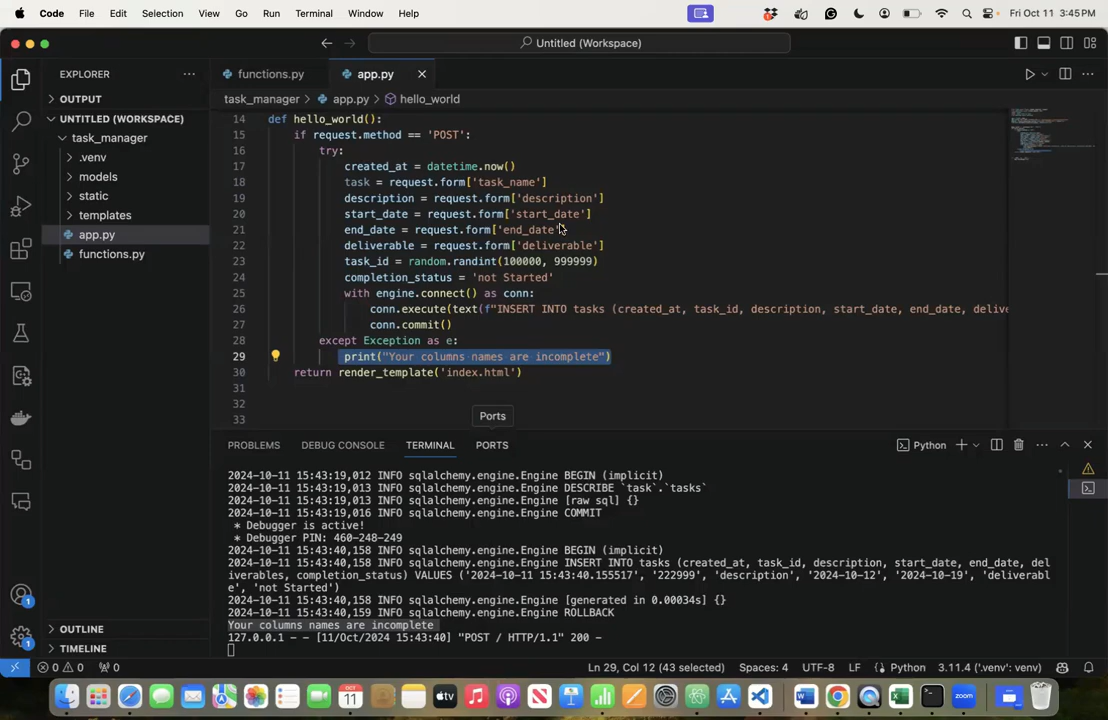 Code File Edit Selection View Go Run Terminal Window Help Fri Oct 11 3:45 PM
Untitled (Workspace)
EXPLORER
functions.py app.py
OUTPUT
task_manager > app.py > hello_world
UNTITLED (WORKSPACE)
task_manager
.venv
models
static
templates
app.py
functions.py
14 def hello_world():
15 if request.method == 'POST':
16 try:
17 created_at = datetime.now()
18 task = request.form['task_name']
19 description = request.form['description']
20 start_date = request.form['start_date']
21 end_date = request.form['end_date'
22 deliverable = request.form['deliverable']
23 task_id = random.randint(100000, 999999)
24 completion_status = 'not Started'
25 with engine.connect() as conn:
26 conn.execute(text(f"INSERT INTO tasks (created_at, task_id, description, start_date, end_date, delive
27 conn.commit()
28 except Exception as e:
29 print("Your columns names are incomplete")
30 return render_template('index.html')
31
32
33
Ports
PROBLEMS DEBUG CONSOLE TERMINAL PORTS Python
2024-10-11 15:43:19,012 INFO sqlalchemy.engine.Engine BEGIN (implicit)
2024-10-11 15:43:19,013 INFO sqlalchemy.engine.Engine DESCRIBE `task`.`tasks`
2024-10-11 15:43:19,013 INFO sqlalchemy.engine.Engine [raw sql] {}
2024-10-11 15:43:19,016 INFO sqlalchemy.engine.Engine COMMIT
* Debugger is active!
* Debugger PIN: 460-248-249
2024-10-11 15:43:40,158 INFO sqlalchemy.engine.Engine BEGIN (implicit)
2024-10-11 15:43:40,158 INFO sqlalchemy.engine.Engine INSERT INTO tasks (created_at, task_id, description, start_date, end_date, del
iverables, completion_status) VALUES ('2024-10-11 15:43:40.155517', '222999', 'description', '2024-10-12', '2024-10-19', 'deliverabl
e', 'not Started')
2024-10-11 15:43:40,158 INFO sqlalchemy.engine.Engine [generated in 0.00034s] {}
2024-10-11 15:43:40,159 INFO sqlalchemy.engine.Engine ROLLBACK
Your columns names are incomplete
127.0.0.1 - - [11/Oct/2024 15:43:40] "POST / HTTP/1.1" 200 -
OUTLINE
TIMELINE
0 0 0 Ln 29, Col 12 (43 selected) Spaces: 4 UTF-8 LF Python 3.11.4 ('.venv': venv)